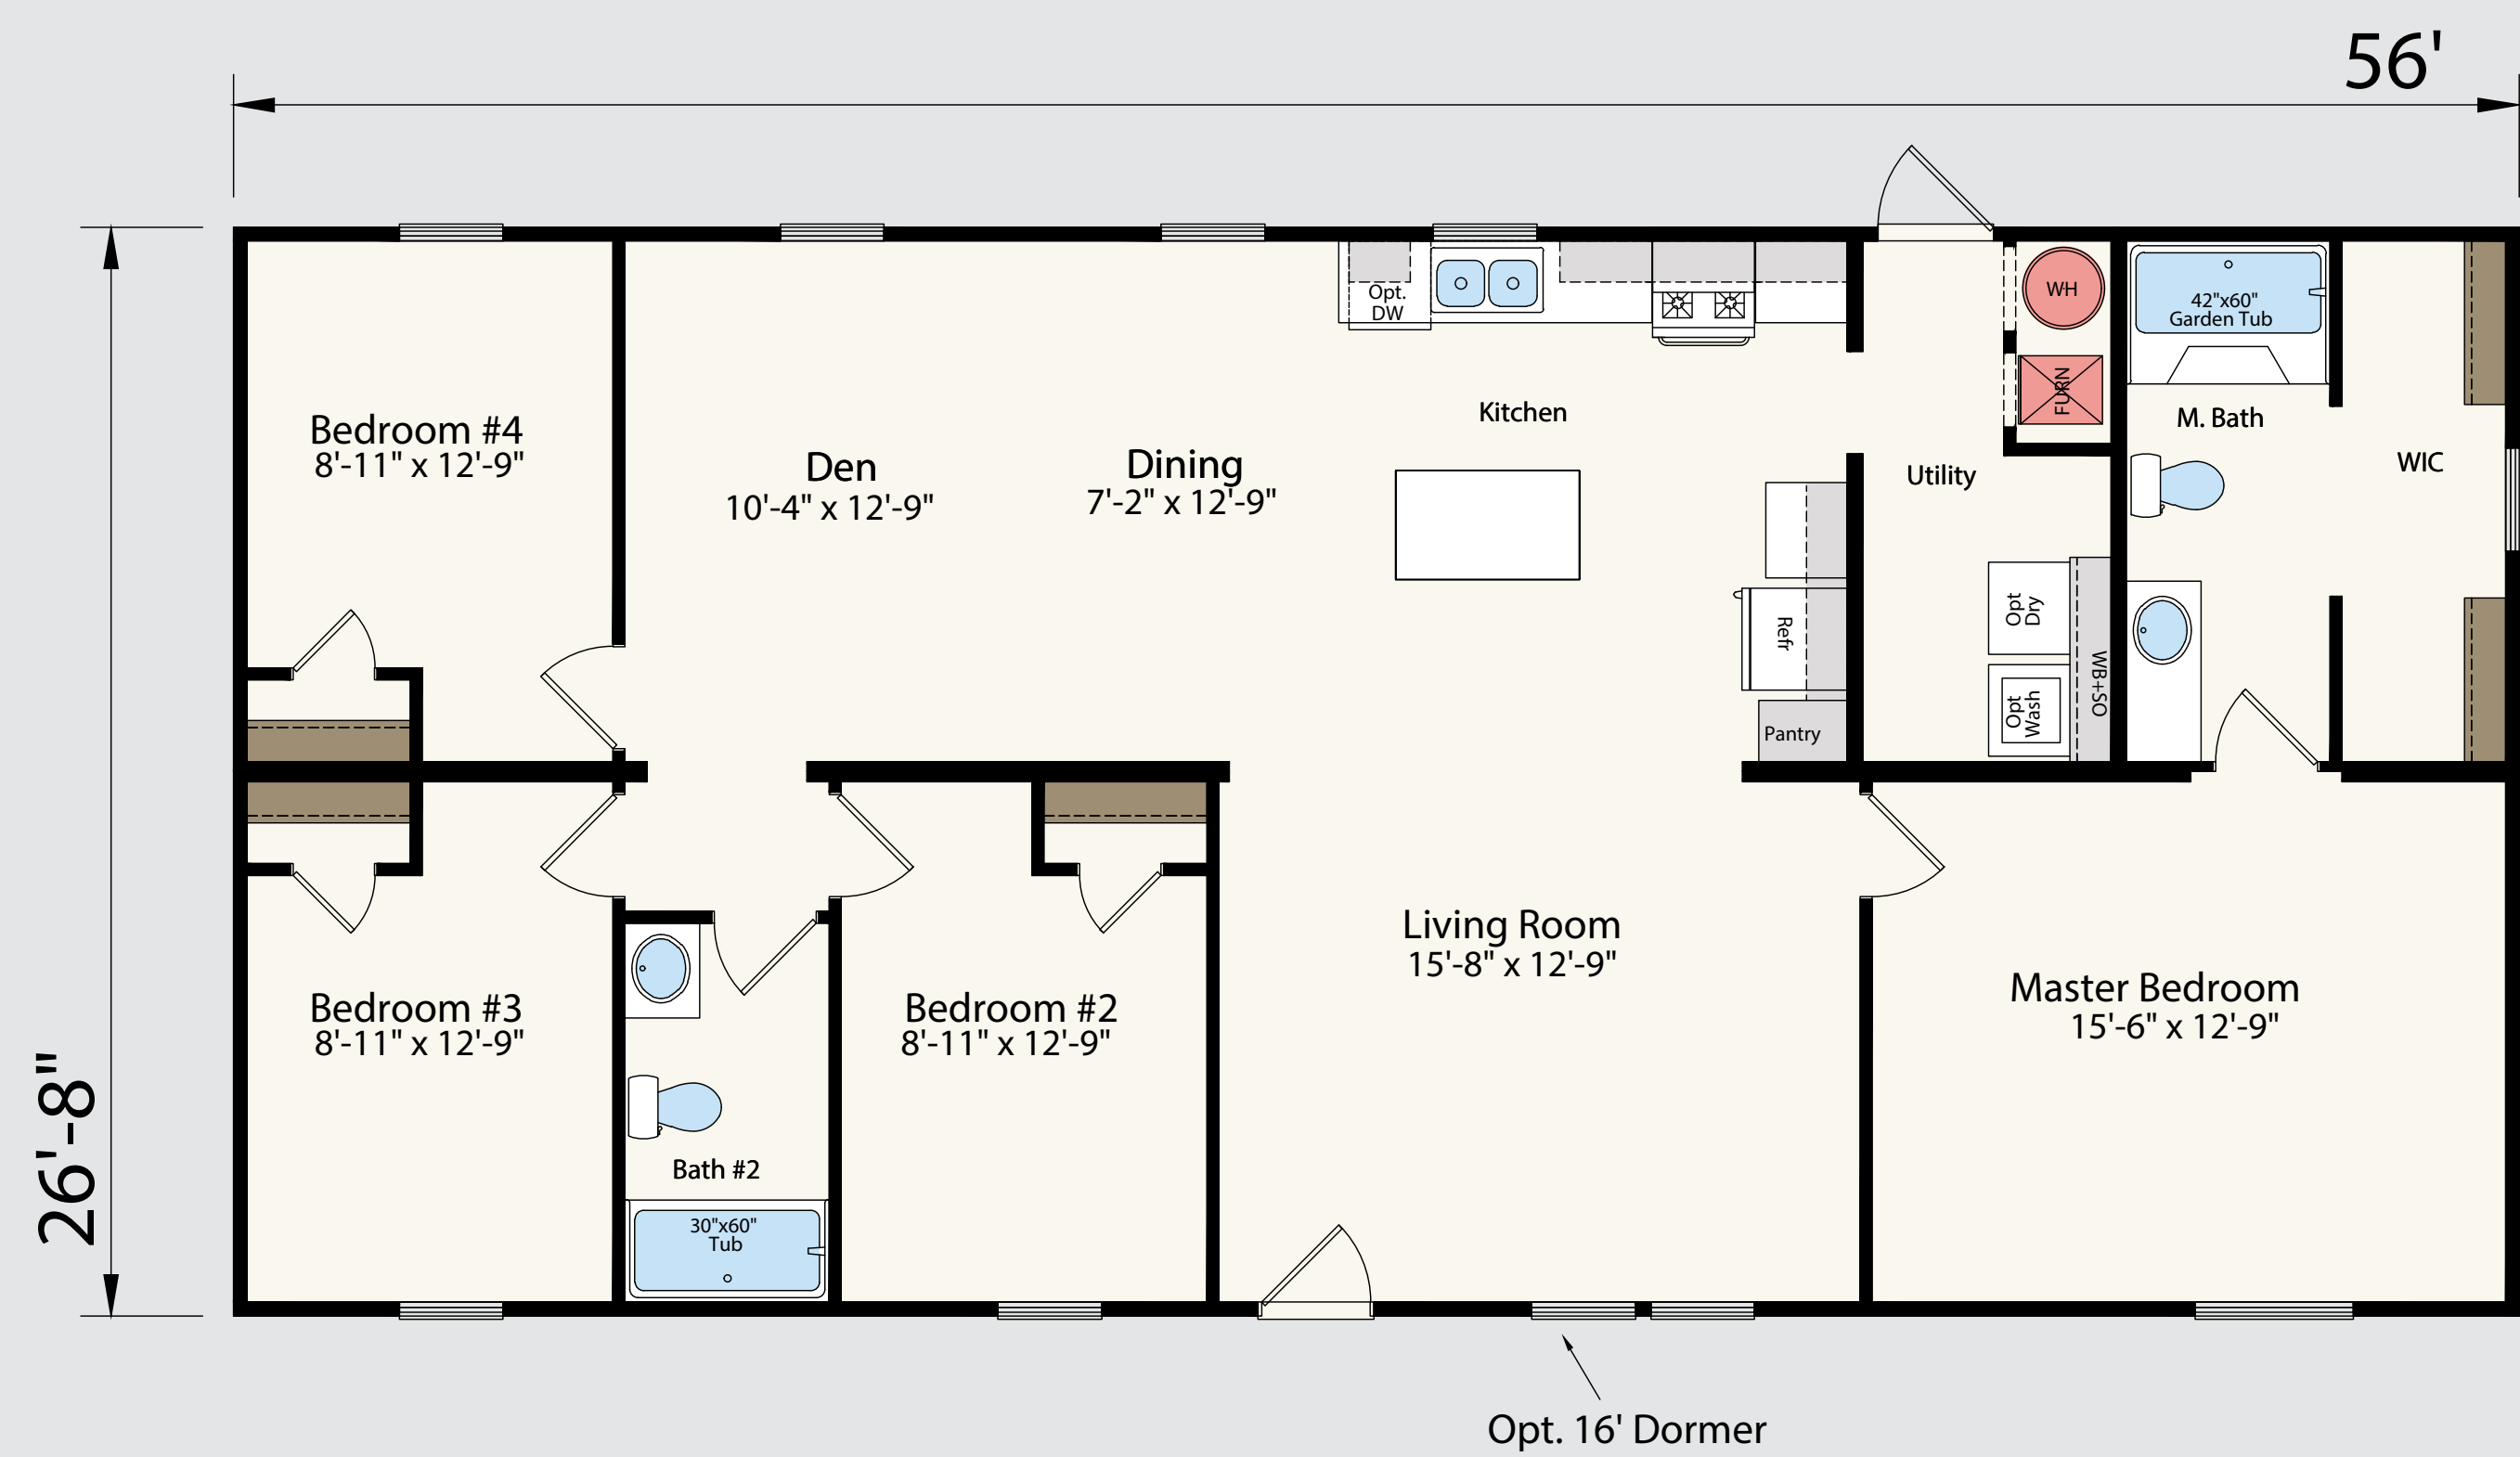 56'
26'-8"
Bedroom #4
8'-11" x 12'-9"
Den
10'-4" x 12'-9"
Dining
7'-2" x 12'-9"
Opt.
DW
Kitchen
Refr
Pantry
Utility
WH
FURN
Opt
Dry
Opt
Wash
WB+SO
42"x60"
Garden Tub
M. Bath
WIC
Bedroom #3
8'-11" x 12'-9"
Bath #2
30"x60"
Tub
Bedroom #2
8'-11" x 12'-9"
Living Room
15'-8" x 12'-9"
Master Bedroom
15'-6" x 12'-9"
Opt. 16' Dormer